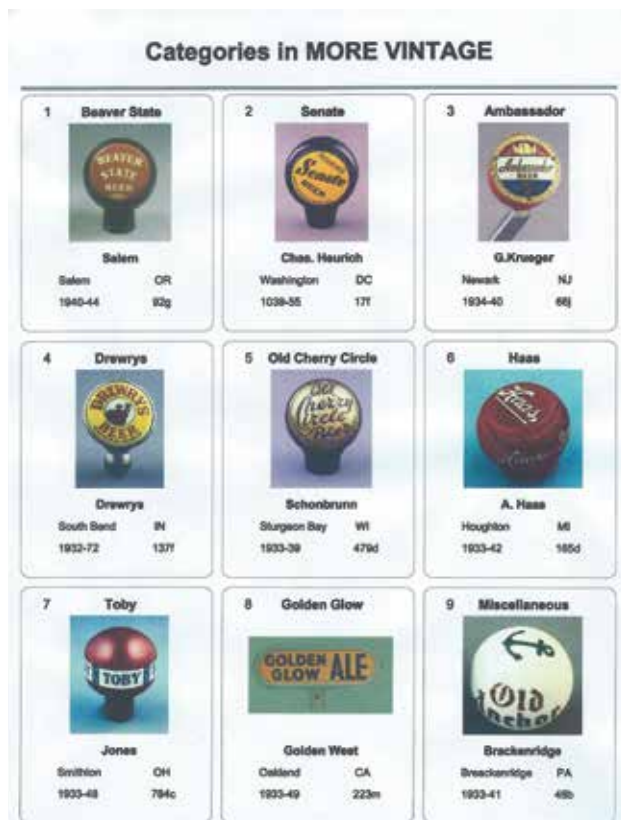 Categories in MORE VINTAGE
1 Beaver State
BEAVER
STATE
BEER
Salem
Salem OR
1940-44 92g
2 Senate
Senate
BEER
Chas. Heurich
Washington DC
1039-55 17f
3 Ambassador
Ambassador
BEER
G.Krueger
Newark NJ
1934-40 66j
4 Drewrys
DREWRYS
BEER
Drewrys
South Bend IN
1932-72 137f
5 Old Cherry Circle
Old
Cherry
Circle
Beer
Schonbrunn
Sturgeon Bay WI
1933-39 479d
6 Haas
Haas
A. Haas
Houghton MI
1933-42 165d
7 Toby
TOBY
Jones
Smithton OH
1933-48 784c
8 Golden Glow
GOLDEN
GLOW ALE
Golden West
Oakland CA
1933-49 223m
9 Miscellaneous
Old
Anchor
Brackenridge
Breackenridge PA
1933-41 46b